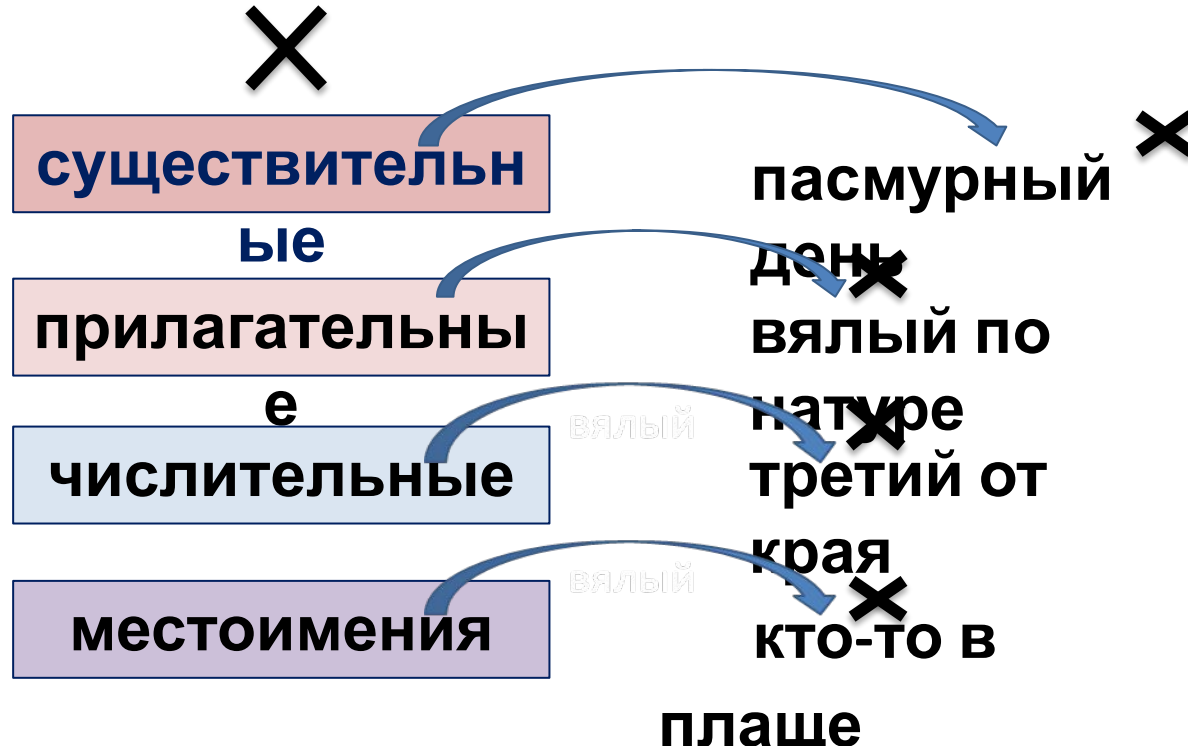 существительн
ые
прилагательны
е
числительные
местоимения
пасмурный
день
вялый по
натуре
вялый
третий от
края
вялый
кто-то в
плаще